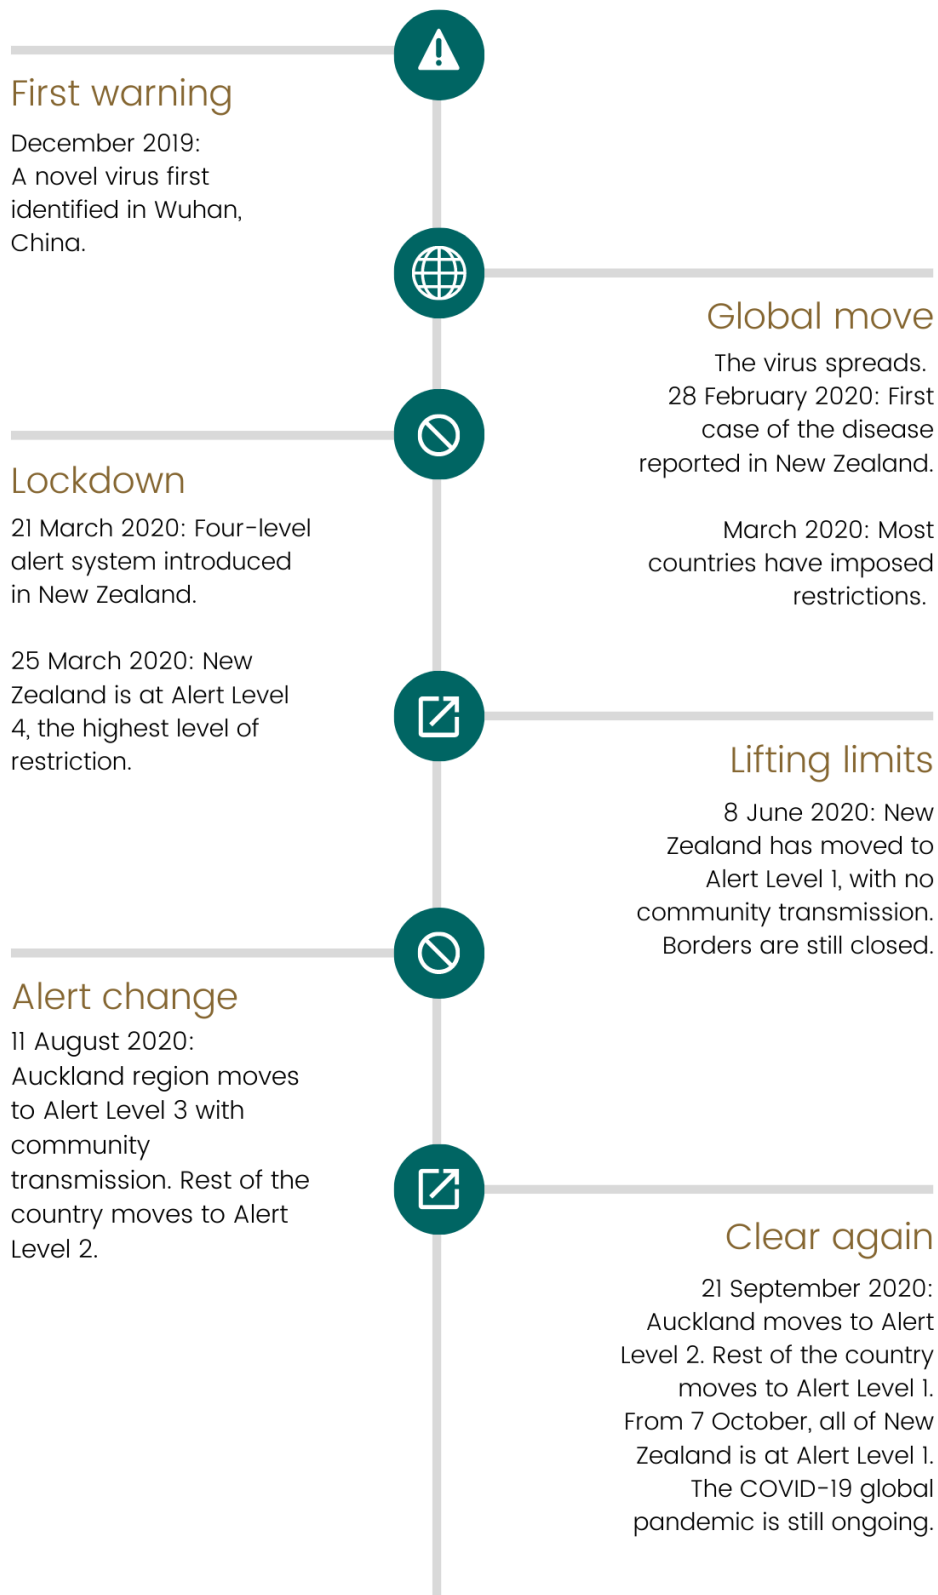 First warning
December 2019:
A novel virus first
identified in Wuhan,
China.
Global move
The virus spreads.
28 February 2020: First
case of the disease
reported in New Zealand.
March 2020: Most
countries have imposed
restrictions.
Lockdown
21 March 2020: Four-level
alert system introduced
in New Zealand.
25 March 2020: New
Zealand is at Alert Level
4, the highest level of
restriction.
Lifting limits
8 June 2020: New
Zealand has moved to
Alert Level 1, with no
community transmission.
Borders are still closed.
Alert change
11 August 2020:
Auckland region moves
to Alert Level 3 with
community
transmission. Rest of the
country moves to Alert
Level 2.
Clear again
21 September 2020:
Auckland moves to Alert
Level 2. Rest of the country
moves to Alert Level 1.
From 7 October, all of New
Zealand is at Alert Level 1.
The COVID-19 global
pandemic is still ongoing.